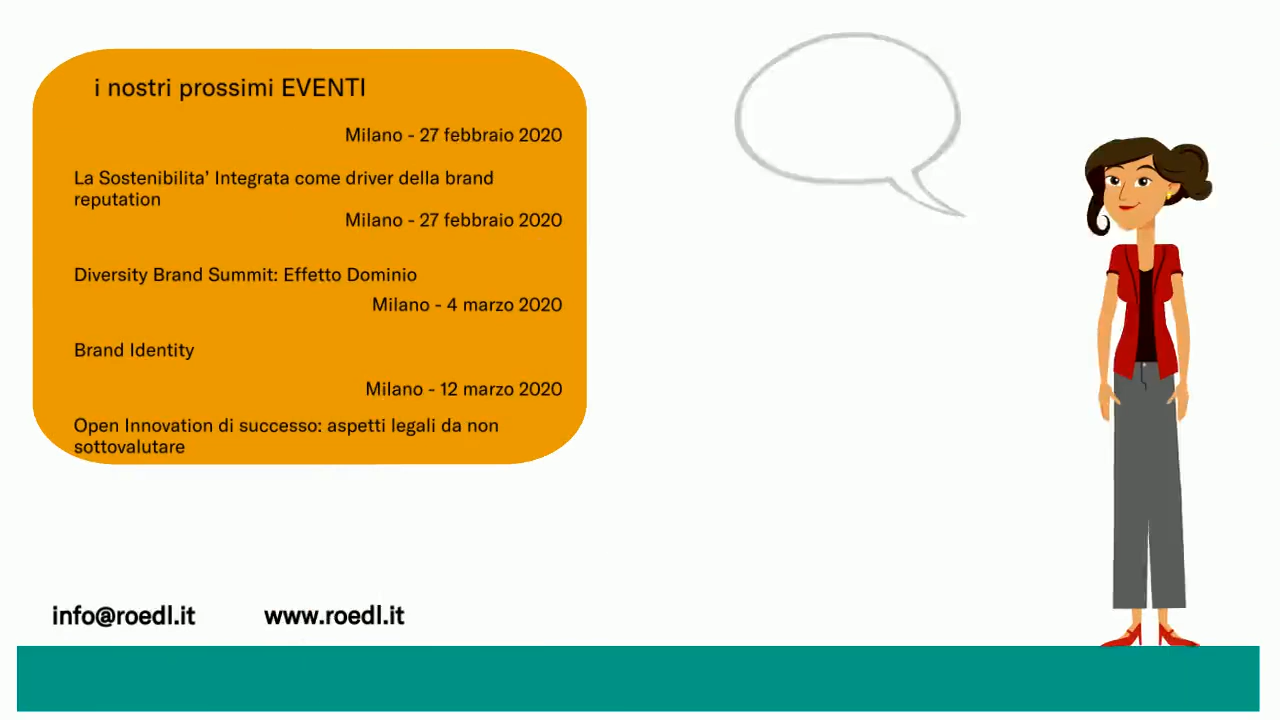 i nostri prossimi EVENTI
Milano - 27 febbraio 2020
La Sostenibilita' Integrata come driver della brand
reputation
Milano - 27 febbraio 2020
Diversity Brand Summit: Effetto Dominio
Milano - 4 marzo 2020
Brand Identity
Milano - 12 marzo 2020
Open Innovation di successo: aspetti legali da non
sottovalutare
info@roedl.it
www.roedl.it